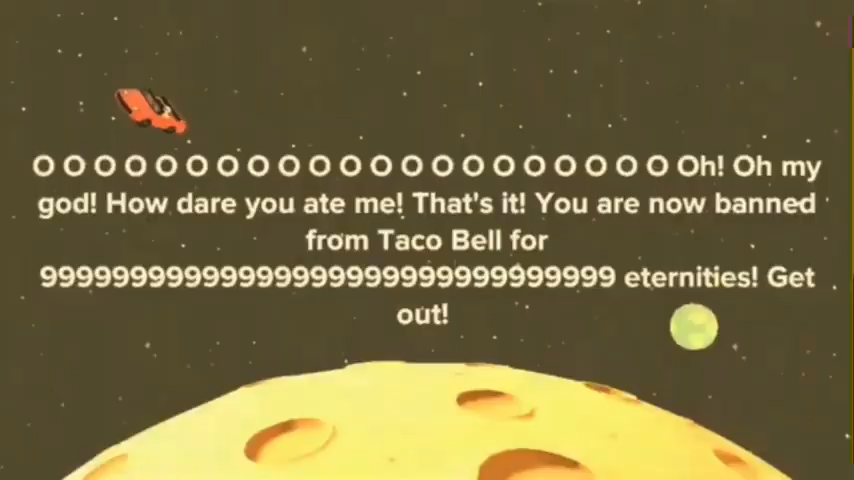 O O O O O O O O O O O O O O O O O O O O O Oh! Oh my
god! How dare you ate me! That's it! You are now banned
from Taco Bell for
99999999999999999999999999999999 eternities! Get
out!